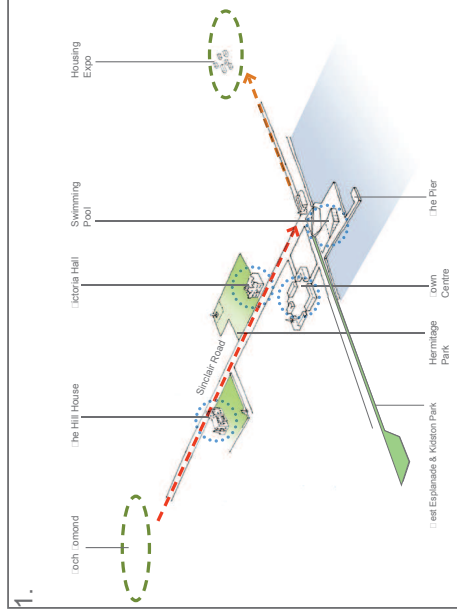 1.
□och □omond
□he Hill House
□ictoria Hall
Swimming
Pool
Housing
Expo
Sinclair Road
□est Esplanade & Kidston Park
Hermitage
Park
□own
Centre
□he Pier